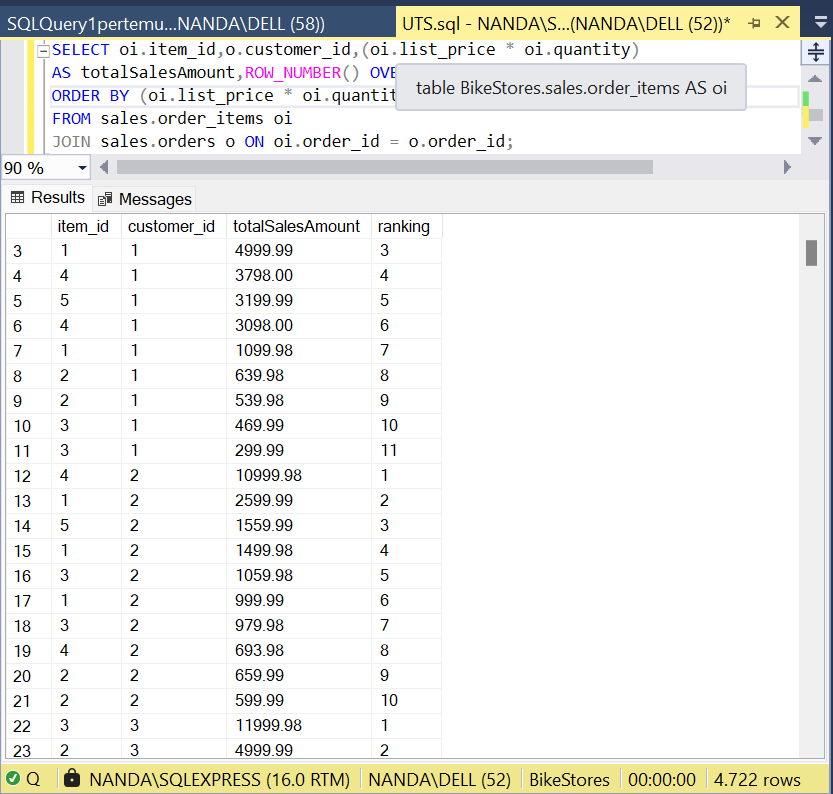 SQLQuery1pertemu...NANDA\DELL (58)) UTS.sql - NANDA\S...(NANDA\DELL (52))*
SELECT oi.item_id,o.customer_id,(oi.list_price * oi.quantity)
AS totalSalesAmount,ROW_NUMBER() OVE
table BikeStores.sales.order_items AS oi
ORDER BY (oi.list_price * oi.quantit
FROM sales.order_items oi
JOIN sales.orders o ON oi.order_id = o.order_id;
90 %
Results Messages
item_id customer_id totalSalesAmount ranking
3 1 1 4999.99 3
4 4 1 3798.00 4
5 5 1 3199.99 5
6 4 1 3098.00 6
7 1 1 1099.98 7
8 2 1 639.98 8
9 2 1 539.98 9
10 3 1 469.99 10
11 3 1 299.99 11
12 4 2 10999.98 1
13 1 2 2599.99 2
14 5 2 1559.99 3
15 1 2 1499.98 4
16 3 2 1059.98 5
17 1 2 999.99 6
18 3 2 979.98 7
19 4 2 693.98 8
20 2 2 659.99 9
21 2 2 599.99 10
22 3 3 11999.98 1
23 2 3 4999.99 2
Q NANDA\SQLEXPRESS (16.0 RTM) NANDA\DELL (52) BikeStores 00:00:00 4.722 rows